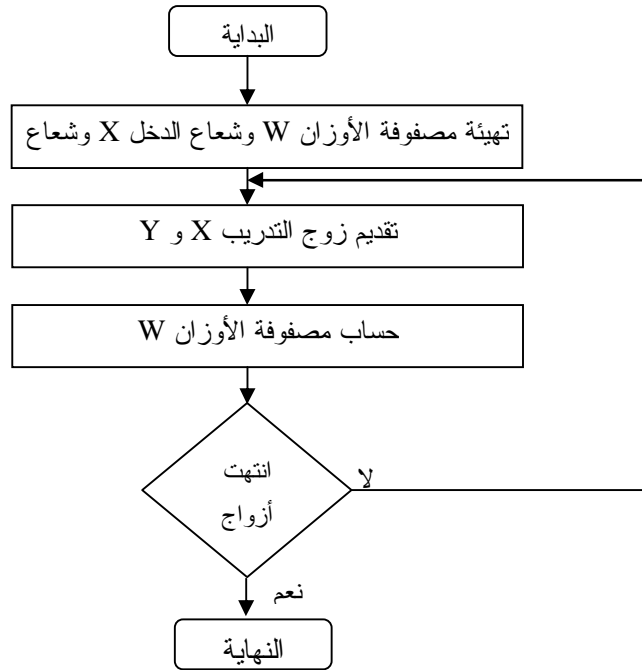 البداية
تهيئة مصفوفة الأوزان W وشعاع الدخل X وشعاع
تقديم زوج التدريب X و Y
حساب مصفوفة الأوزان W
انتهت
أزواج
لا
نعم
النهاية